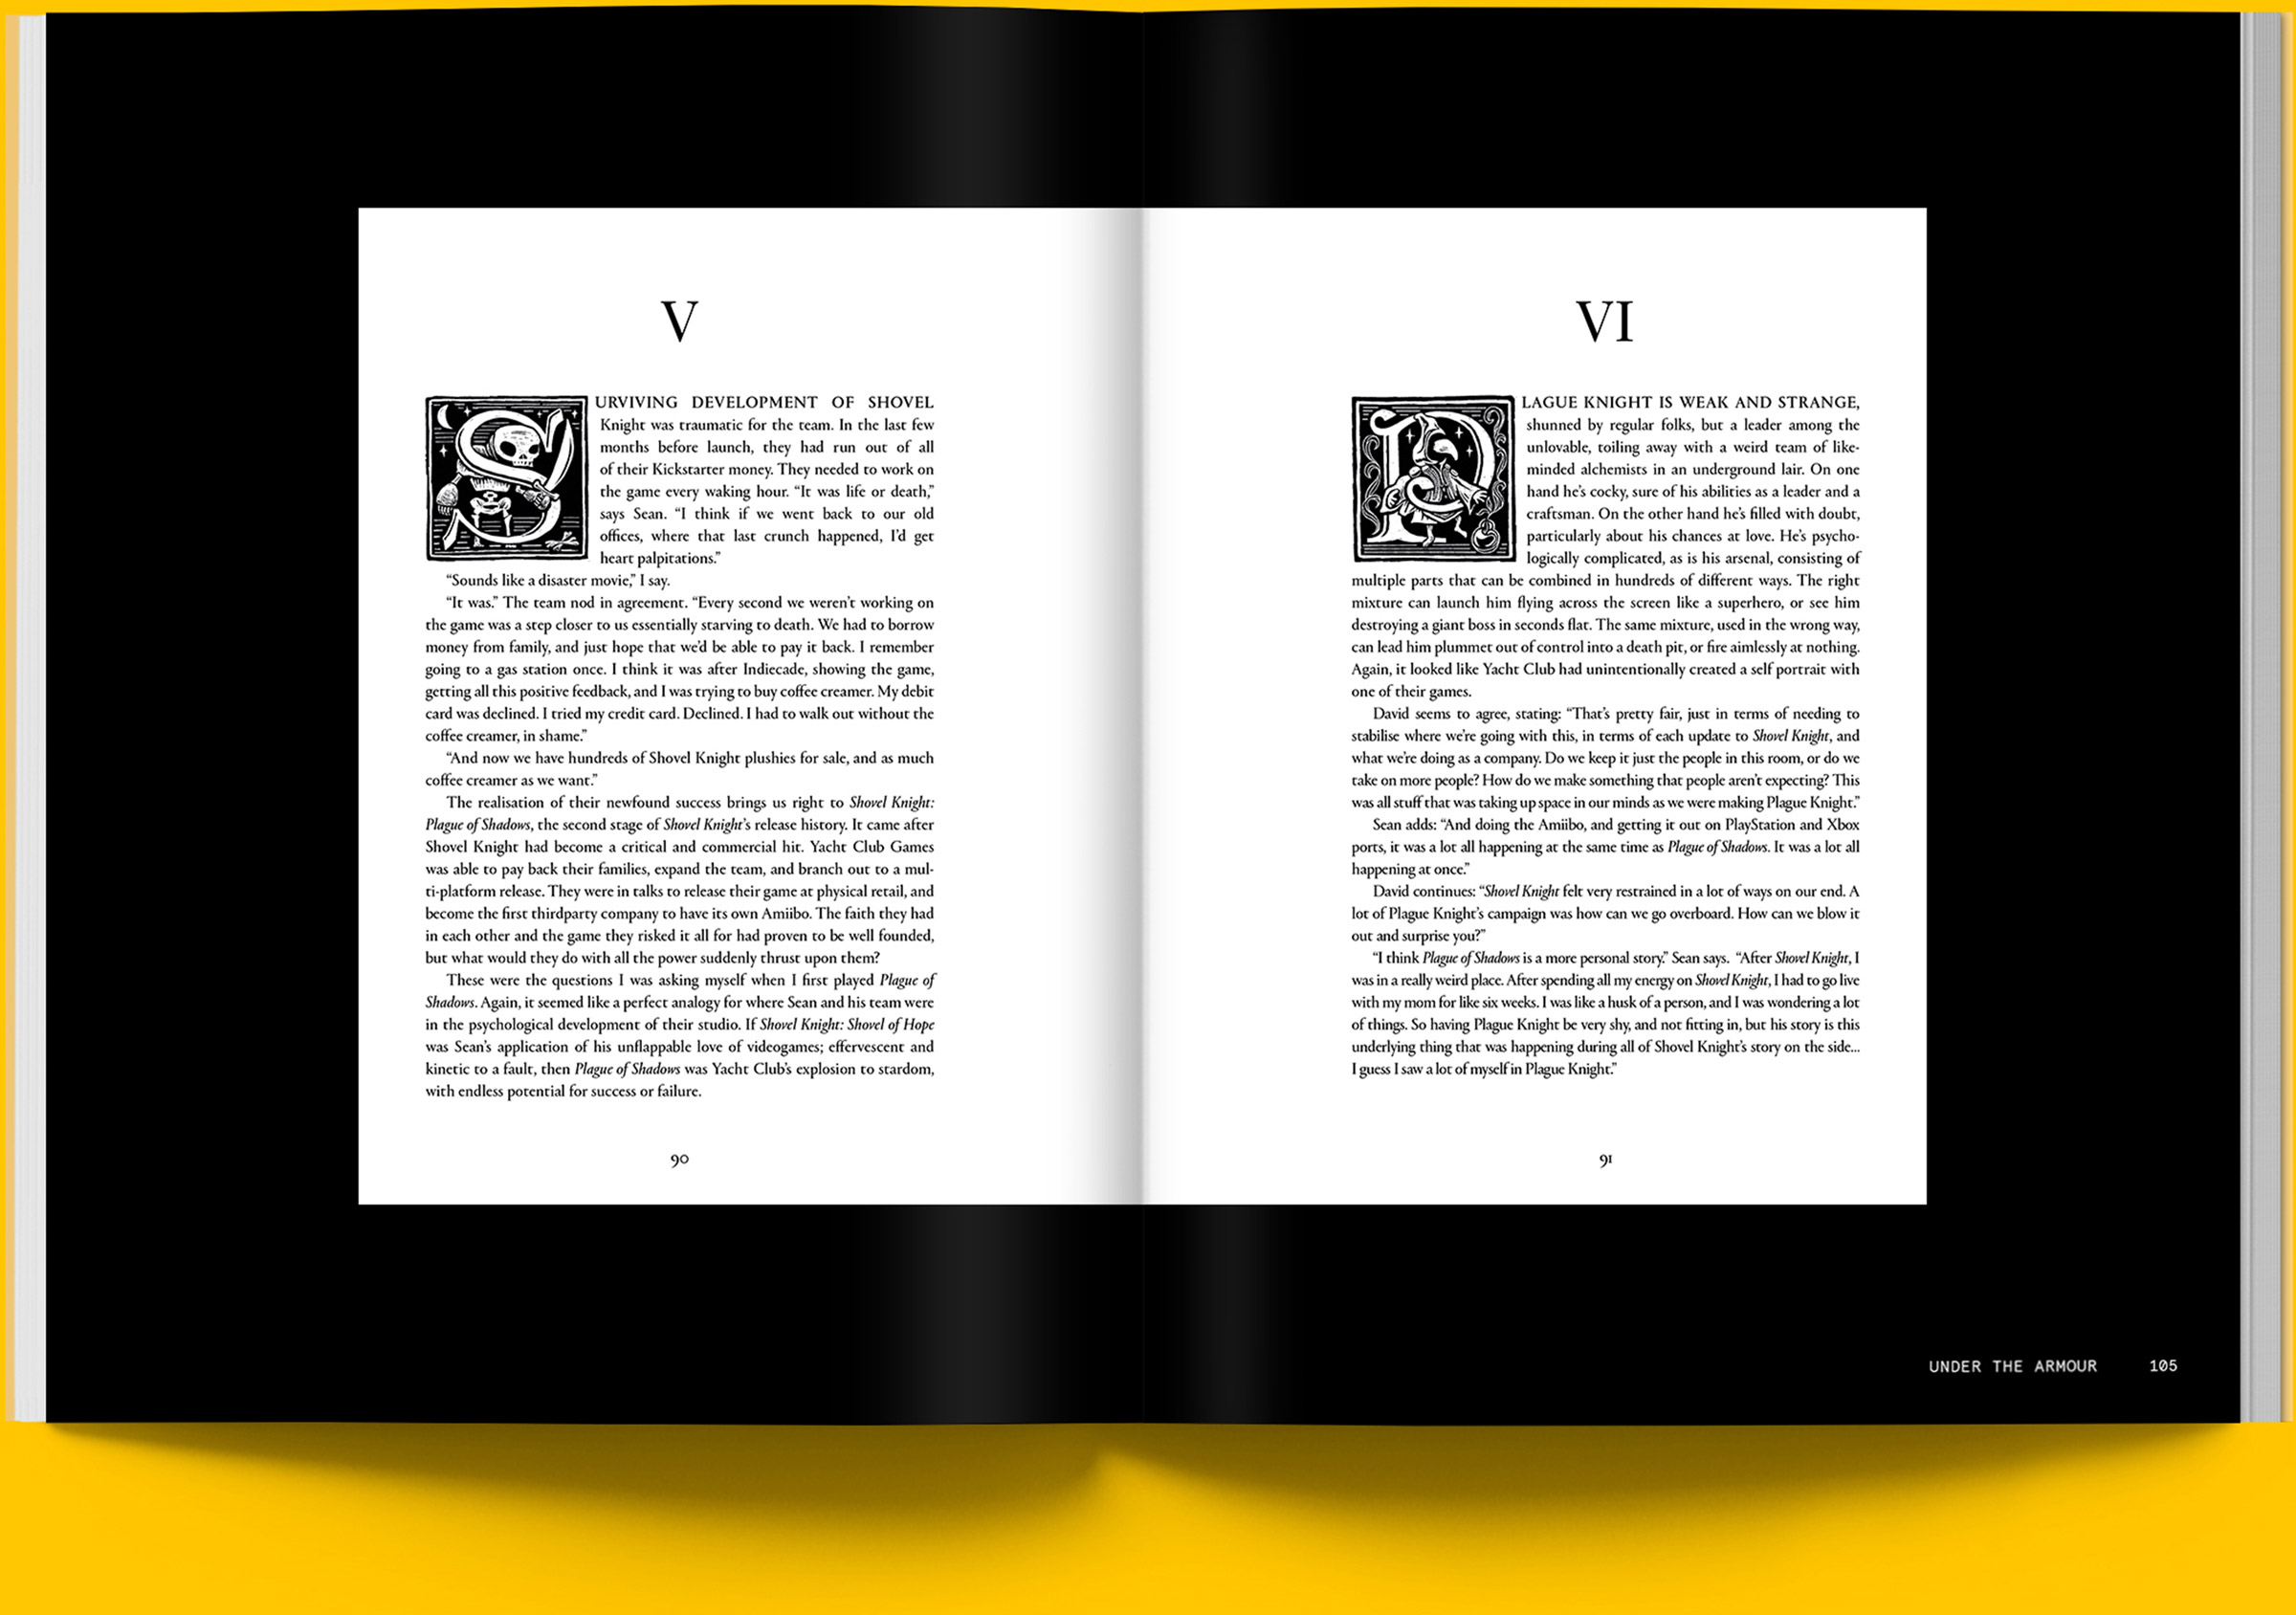 V
SURVIVING DEVELOPMENT OF SHOVEL
Knight was traumatic for the team. In the last few
months before launch, they had run out of all
of their Kickstarter money. They needed to work on
the game every waking hour. “It was life or death,”
says Sean. “I think if we went back to our old
offices, where that last crunch happened, I’d get
heart palpitations.”
“Sounds like a disaster movie,” I say.
“It was.” The team nod in agreement. “Every second we weren’t working on
the game was a step closer to us essentially starving to death. We had to borrow
money from family, and just hope that we’d be able to pay it back. I remember
going to a gas station once. I think it was after Indiecade, showing the game,
getting all this positive feedback, and I was trying to buy coffee creamer. My debit
card was declined. I tried my credit card. Declined. I had to walk out without the
coffee creamer, in shame.”
“And now we have hundreds of Shovel Knight plushies for sale, and as much
coffee creamer as we want.”
The realisation of their newfound success brings us right to Shovel Knight:
Plague of Shadows, the second stage of Shovel Knight’s release history. It came after
Shovel Knight had become a critical and commercial hit. Yacht Club Games
was able to pay back their families, expand the team, and branch out to a mul-
ti-platform release. They were in talks to release their game at physical retail, and
become the first thirdparty company to have its own Amiibo. The faith they had
in each other and the game they risked it all for had proven to be well founded,
but what would they do with all the power suddenly thrust upon them?
These were the questions I was asking myself when I first played Plague of
Shadows. Again, it seemed like a perfect analogy for where Sean and his team were
in the psychological development of their studio. If Shovel Knight: Shovel of Hope
was Sean’s application of his unflappable love of videogames; effervescent and
kinetic to a fault, then Plague of Shadows was Yacht Club’s explosion to stardom,
with endless potential for success or failure.
90
VI
PLAGUE KNIGHT IS WEAK AND STRANGE,
shunned by regular folks, but a leader among the
unlovable, toiling away with a weird team of like-
minded alchemists in an underground lair. On one
hand he’s cocky, sure of his abilities as a leader and a
craftsman. On the other hand he’s filled with doubt,
particularly about his chances at love. He’s psycho-
logically complicated, as is his arsenal, consisting of
multiple parts that can be combined in hundreds of different ways. The right
mixture can launch him flying across the screen like a superhero, or see him
destroying a giant boss in seconds flat. The same mixture, used in the wrong way,
can lead him plummet out of control into a death pit, or fire aimlessly at nothing.
Again, it looked like Yacht Club had unintentionally created a self portrait with
one of their games.
David seems to agree, stating: “That’s pretty fair, just in terms of needing to
stabilise where we’re going with this, in terms of each update to Shovel Knight, and
what we’re doing as a company. Do we keep it just the people in this room, or do we
take on more people? How do we make something that people aren’t expecting? This
was all stuff that was taking up space in our minds as we were making Plague Knight.”
Sean adds: “And doing the Amiibo, and getting it out on PlayStation and Xbox
ports, it was a lot all happening at the same time as Plague of Shadows. It was a lot all
happening at once.”
David continues: “Shovel Knight felt very restrained in a lot of ways on our end. A
lot of Plague Knight’s campaign was how can we go overboard. How can we blow it
out and surprise you?”
“I think Plague of Shadows is a more personal story.” Sean says. “After Shovel Knight, I
was in a really weird place. After spending all my energy on Shovel Knight, I had to go live
with my mom for like six weeks. I was like a husk of a person, and I was wondering a lot
of things. So having Plague Knight be very shy, and not fitting in, but his story is this
underlying thing that was happening during all of Shovel Knight’s story on the side...
I guess I saw a lot of myself in Plague Knight.”
91
UNDER THE ARMOUR 105